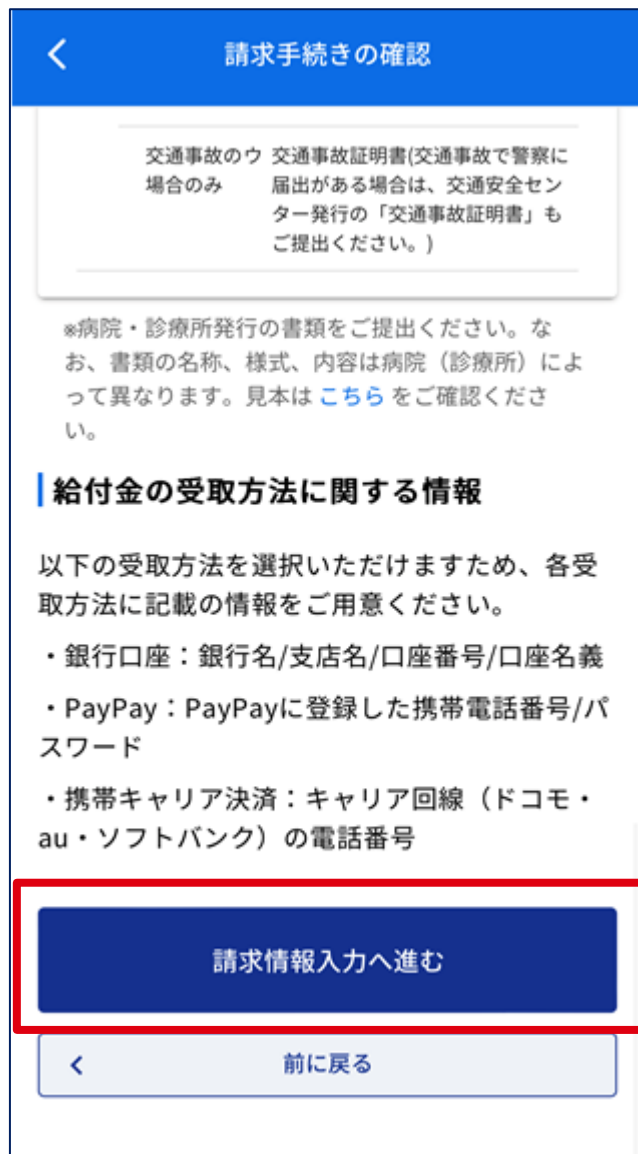 請求手続きの確認
交通事故のウ 交通事故証明書(交通事故で警察に
場合のみ 届出がある場合は、交通安全セン
ター発行の「交通事故証明書」も
ご提出ください。)
※病院・診療所発行の書類をご提出ください。な
お、書類の名称、様式、内容は病院（診療所）によ
って異なります。見本は こちら をご確認くださ
い。
給付金の受取方法に関する情報
以下の受取方法を選択いただけますため、各受
取方法に記載の情報をご用意ください。
・銀行口座：銀行名/支店名/口座番号/口座名義
・PayPay：PayPayに登録した携帯電話番号/パ
スワード
・携帯キャリア決済：キャリア回線（ドコモ・
au・ソフトバンク）の電話番号
請求情報入力へ進む
前に戻る